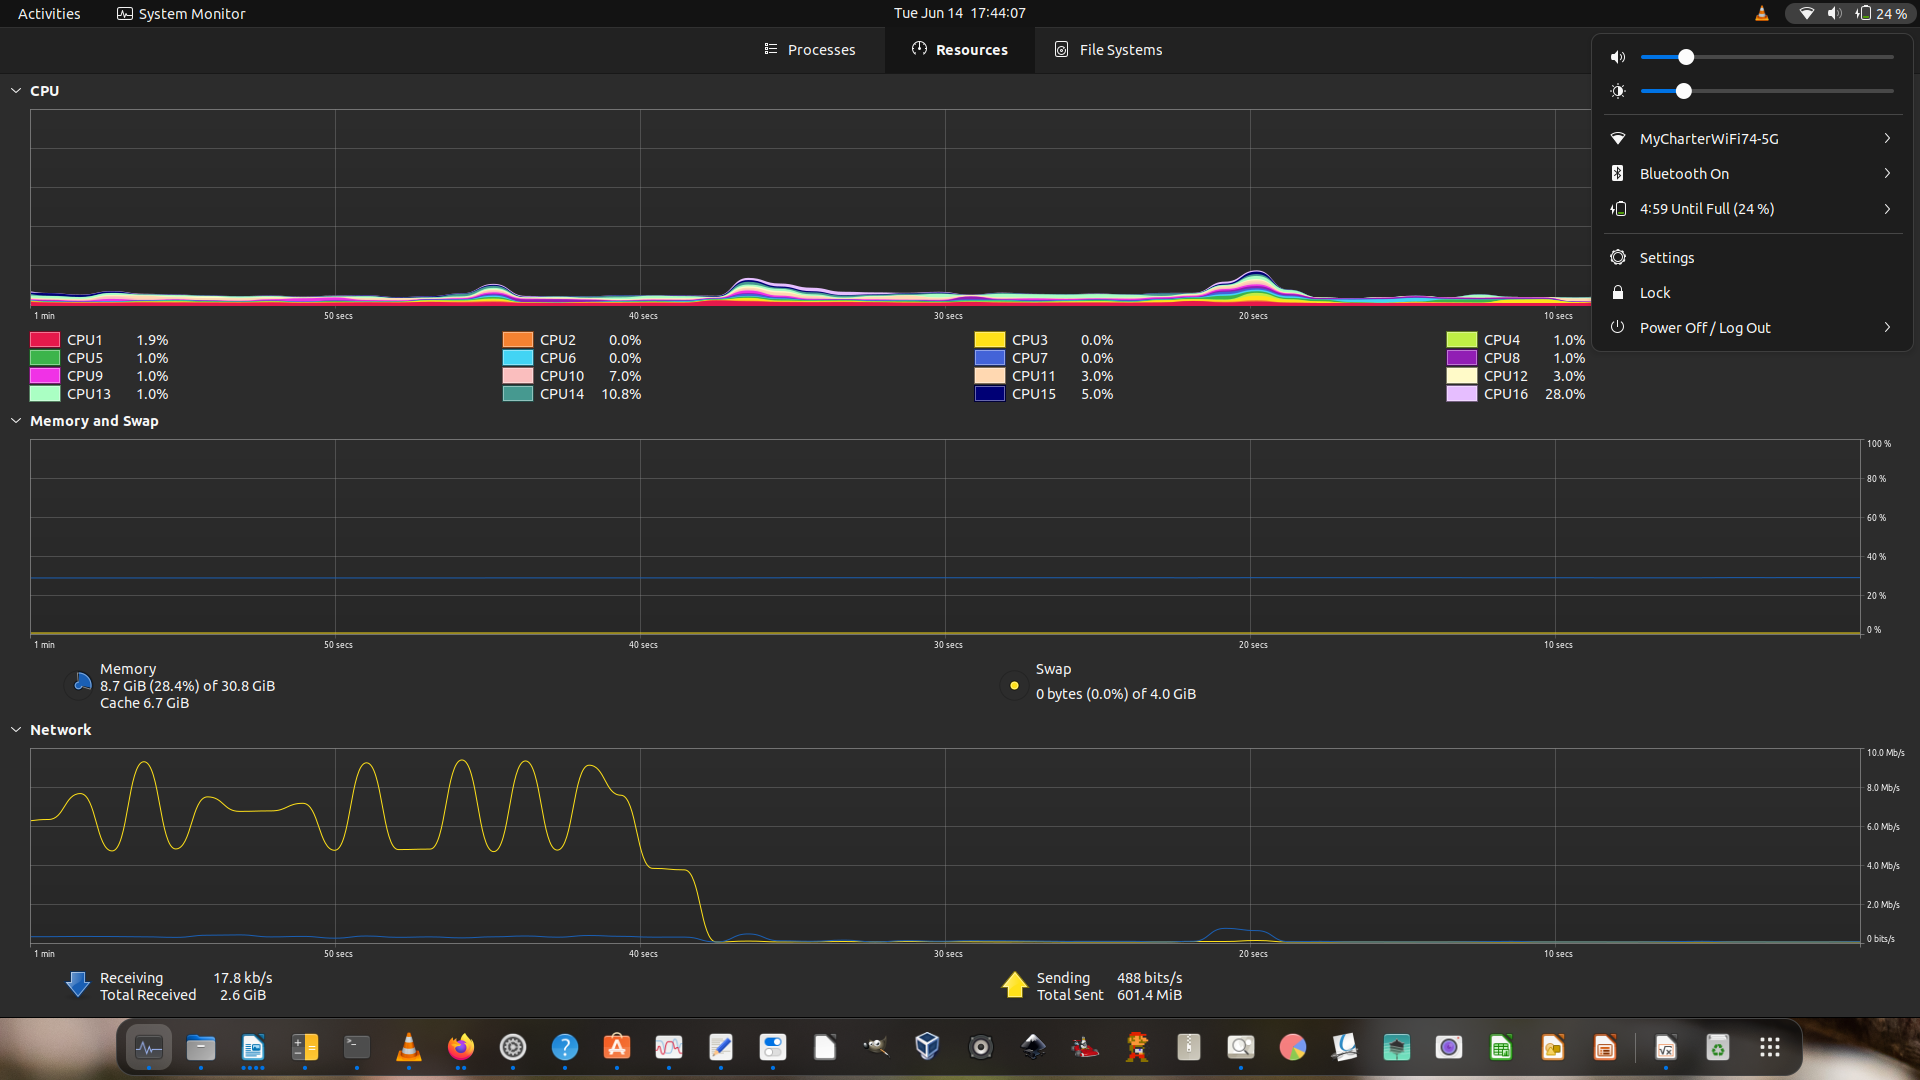 Activities System Monitor Tue Jun 14 17:44:07 24 %
Processes Resources File Systems
CPU
1 min 50 secs 40 secs 30 secs 20 secs 10 secs
CPU1 1.9% CPU2 0.0% CPU3 0.0% CPU4 1.0%
CPU5 1.0% CPU6 0.0% CPU7 0.0% CPU8 1.0%
CPU9 1.0% CPU10 7.0% CPU11 3.0% CPU12 3.0%
CPU13 1.0% CPU14 10.8% CPU15 5.0% CPU16 28.0%
MyCharterWiFi74-5G
Bluetooth On
4:59 Until Full (24 %)
Settings
Lock
Power Off / Log Out
Memory and Swap
100 %
80 %
60 %
40 %
20 %
0 %
1 min 50 secs 40 secs 30 secs 20 secs 10 secs
Memory
8.7 GiB (28.4%) of 30.8 GiB
Cache 6.7 GiB
Swap
0 bytes (0.0%) of 4.0 GiB
Network
10.0 Mb/s
8.0 Mb/s
6.0 Mb/s
4.0 Mb/s
2.0 Mb/s
0 bits/s
1 min 50 secs 40 secs 30 secs 20 secs 10 secs
Receiving 17.8 kb/s
Total Received 2.6 GiB
Sending 488 bits/s
Total Sent 601.4 MiB